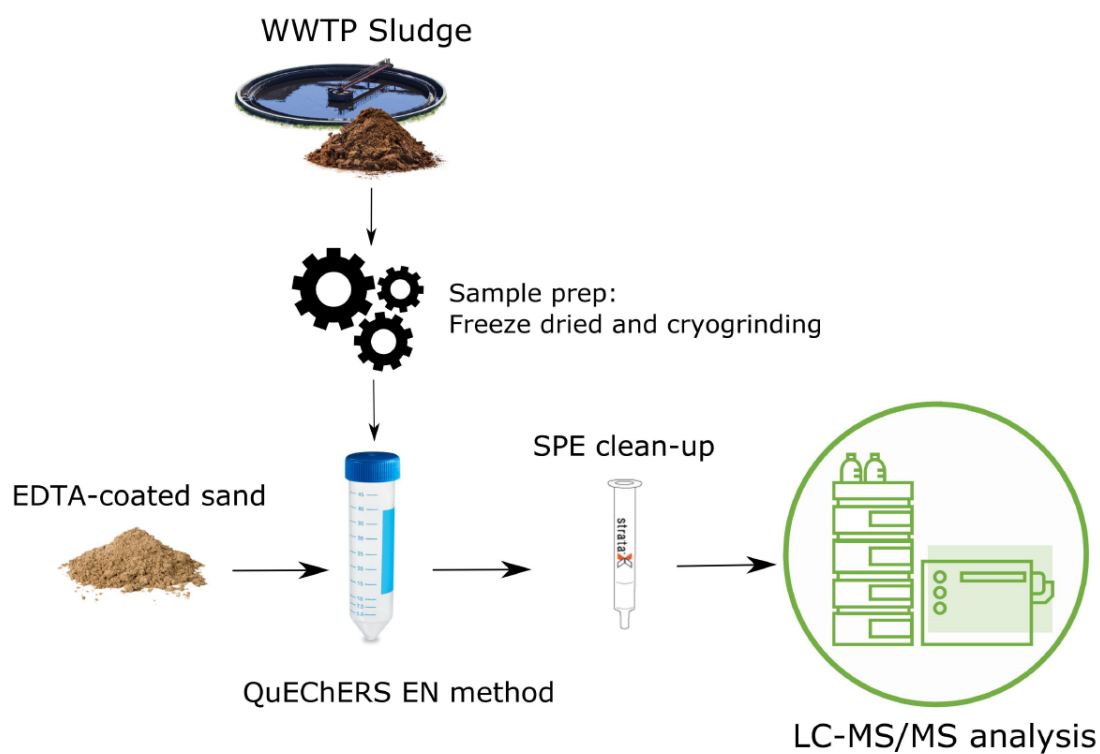 WWTP Sludge
Sample prep:
Freeze dried and cryogrinding
EDTA-coated sand
SPE clean-up
strata
QuEChERS EN method
LC-MS/MS analysis